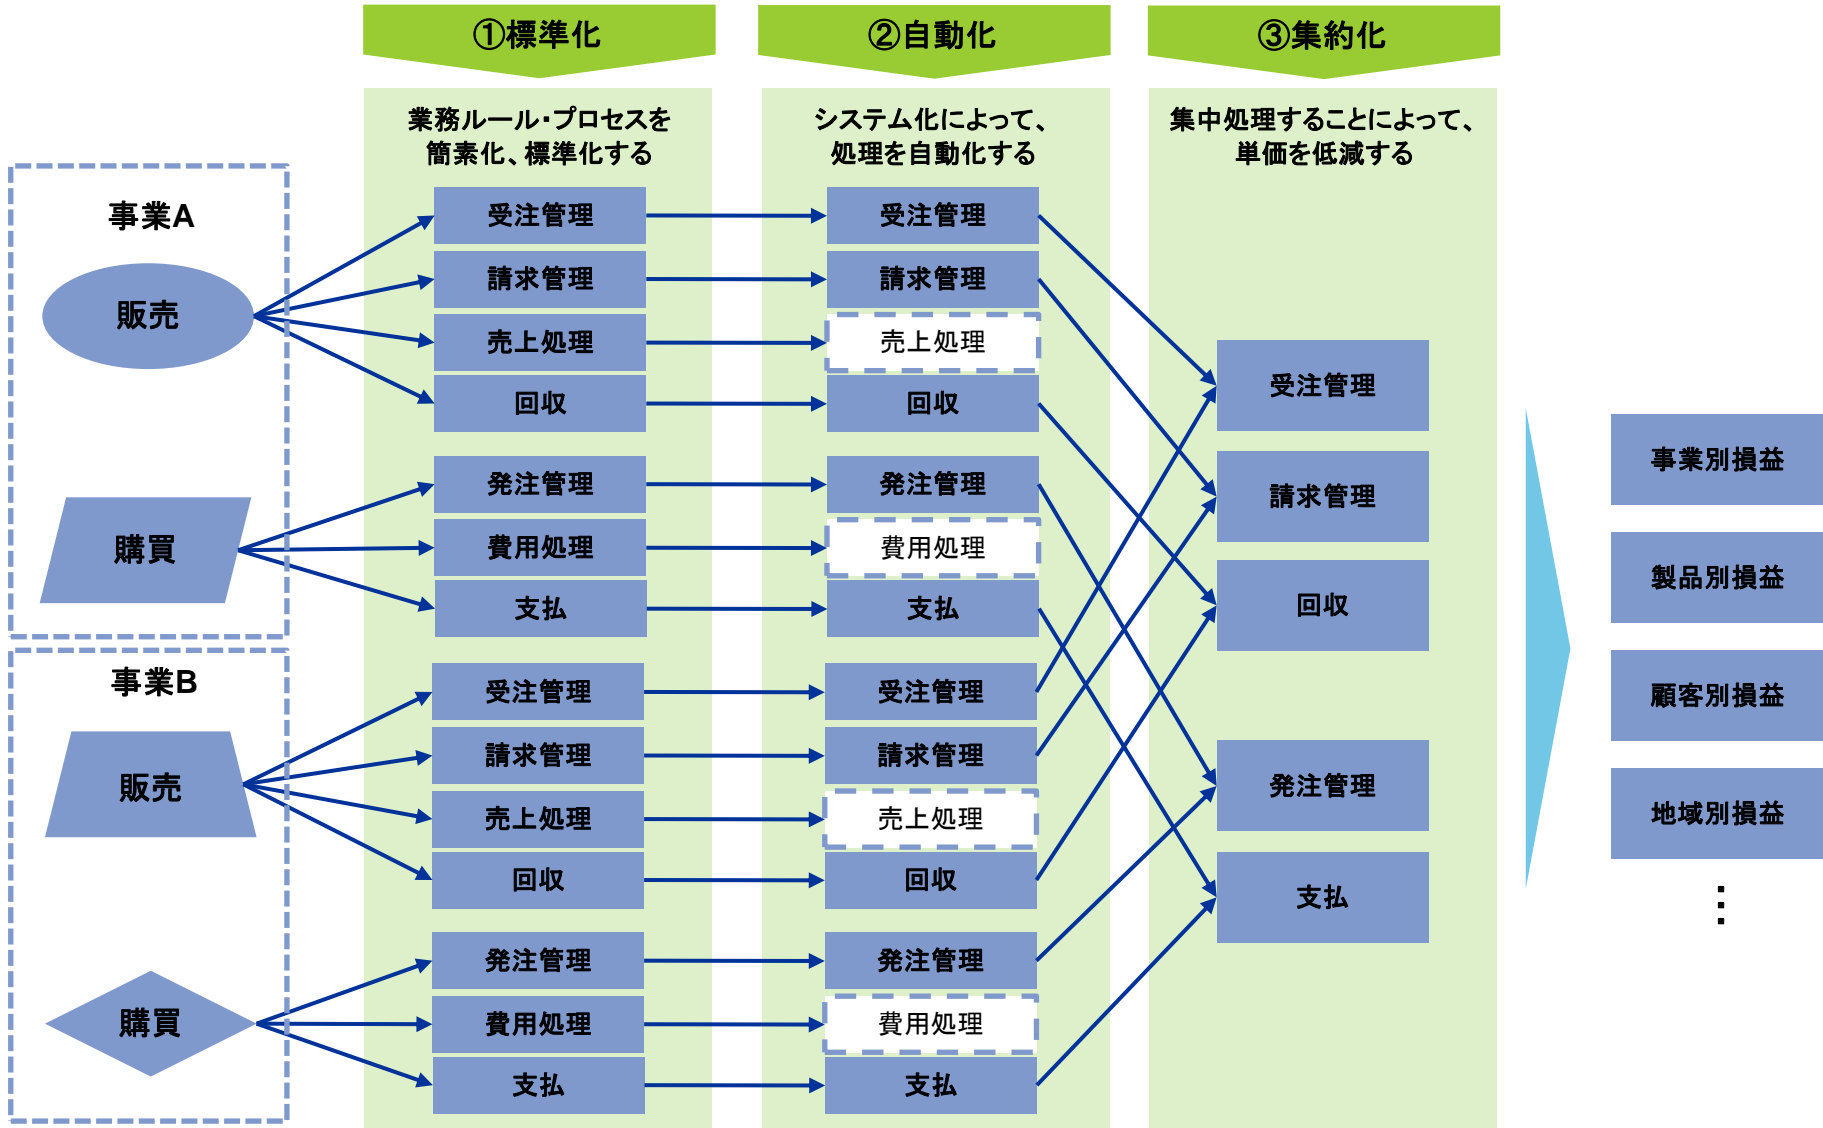 ①標準化
②自動化
③集約化
業務ルール・プロセスを
簡素化、標準化する
システム化によって、
処理を自動化する
集中処理することによって、
単価を低減する
事業A
販売
購買
事業B
販売
購買
受注管理
請求管理
売上処理
回収
発注管理
費用処理
支払
受注管理
請求管理
売上処理
回収
発注管理
費用処理
支払
受注管理
請求管理
売上処理
回収
発注管理
費用処理
支払
受注管理
請求管理
売上処理
回収
発注管理
費用処理
支払
受注管理
請求管理
回収
発注管理
支払
事業別損益
製品別損益
顧客別損益
地域別損益
⋮